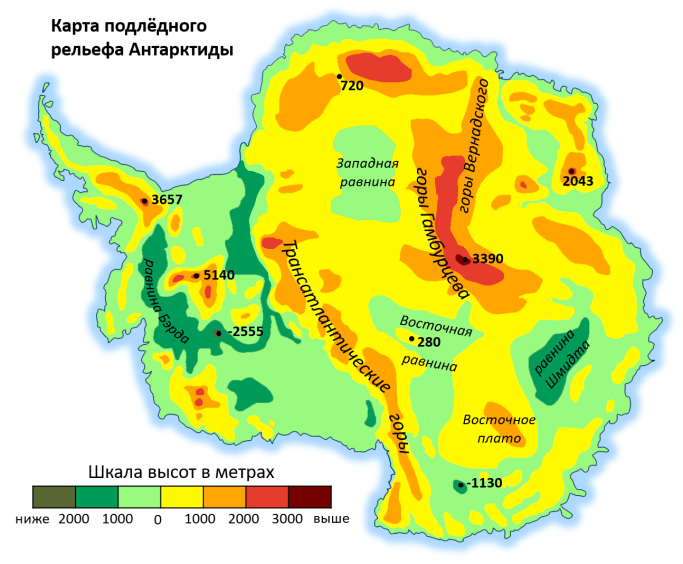 Карта подлёдного
рельефа Антарктиды
720
горы Вернадского
Западная
равнина
2043
горы Гамбурцева
3657
3390
Трансатлантические
горы
5140
равнина Бэрда
-2555
Восточная
равнина
280
равнина
Шмидта
Восточное
плато
-1130
Шкала высот в метрах
ниже 2000 1000 0 1000 2000 3000 выше